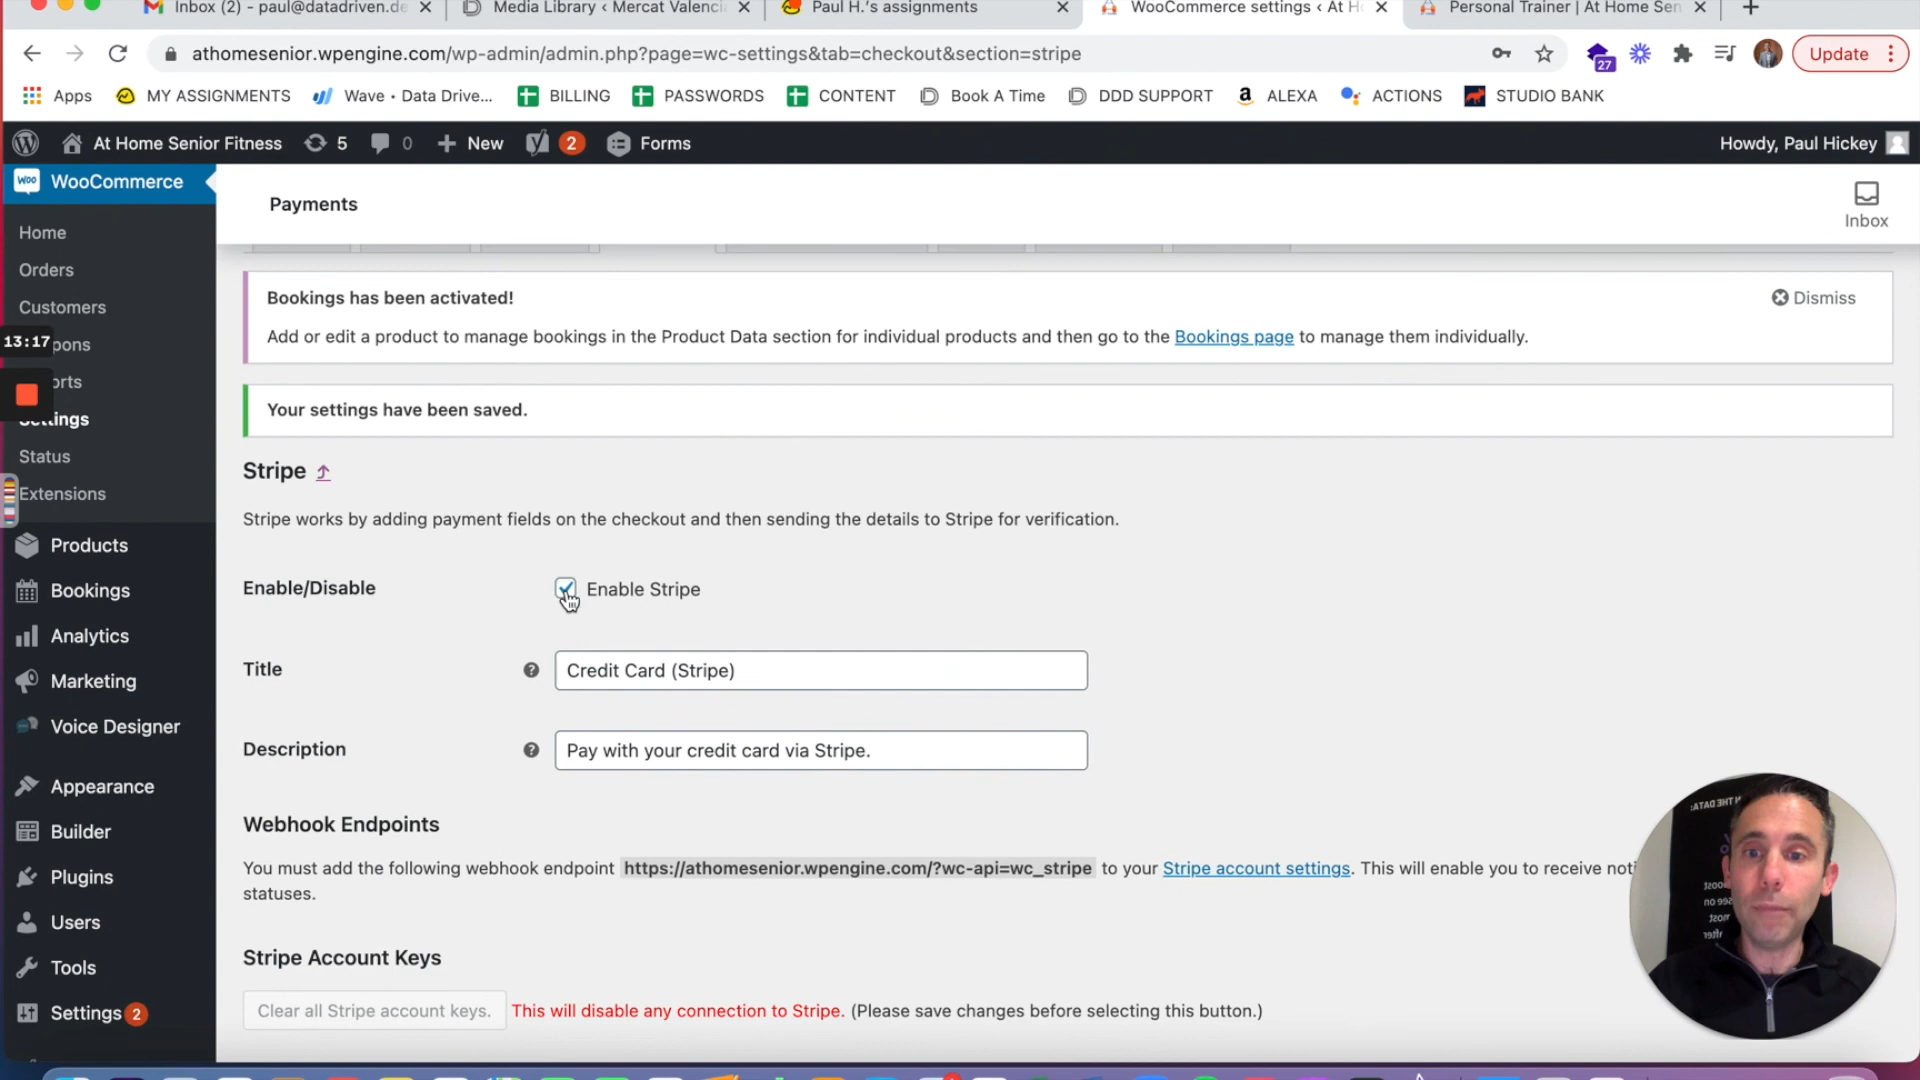 Inbox (2) - paul@datadriven.de
Media Library ‹ Mercat Valenci
Paul H.'s assignments
WooCommerce settings ‹ At H
Personal Trainer | At Home Sen
athomesenior.wpengine.com/wp-admin/admin.php?page=wc-settings&tab=checkout&section=stripe
27
Update
Apps
MY ASSIGNMENTS
Wave • Data Drive...
BILLING
PASSWORDS
CONTENT
Book A Time
DDD SUPPORT
ALEXA
ACTIONS
STUDIO BANK
At Home Senior Fitness
5
0
New
2
Forms
Howdy, Paul Hickey
WooCommerce
Payments
Inbox
Home
Orders
Customers
13:17
pons
orts
Settings
Status
Extensions
Products
Bookings
Analytics
Marketing
Voice Designer
Appearance
Builder
Plugins
Users
Tools
Settings 2
Bookings has been activated!
Dismiss
Add or edit a product to manage bookings in the Product Data section for individual products and then go to the Bookings page to manage them individually.
Your settings have been saved.
Stripe
Stripe works by adding payment fields on the checkout and then sending the details to Stripe for verification.
Enable/Disable
Enable Stripe
Title
Credit Card (Stripe)
Description
Pay with your credit card via Stripe.
Webhook Endpoints
You must add the following webhook endpoint https://athomesenior.wpengine.com/?wc-api=wc_stripe to your Stripe account settings. This will enable you to receive noti
statuses.
Stripe Account Keys
Clear all Stripe account keys.
This will disable any connection to Stripe. (Please save changes before selecting this button.)